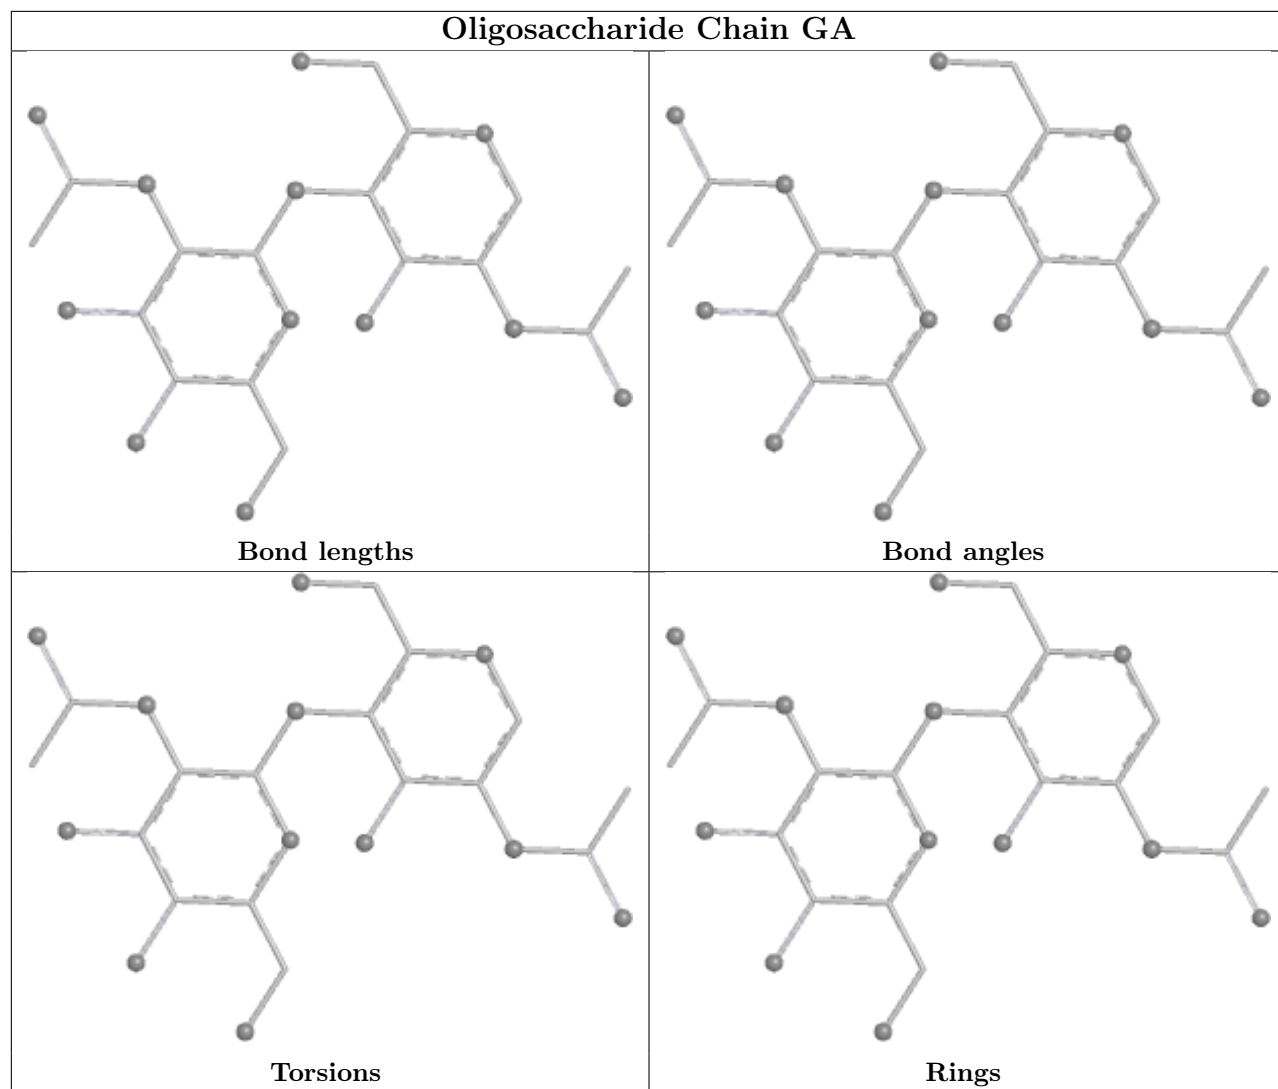 Oligosaccharide Chain GA
Bond lengths
Bond angles
Torsions
Rings